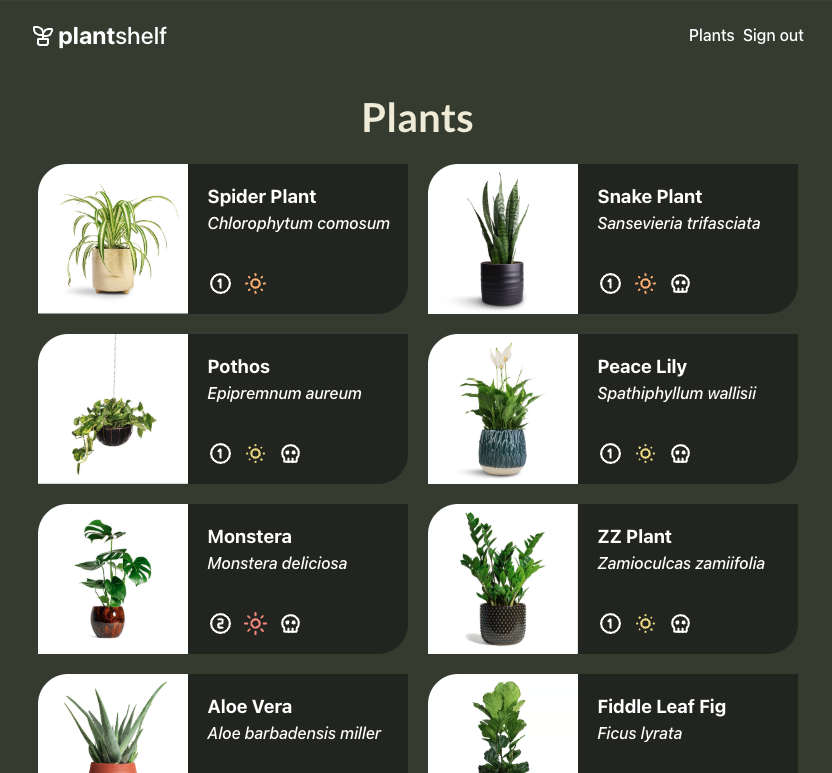 plantshelf
Plants Sign out
Plants
Spider Plant
Chlorophytum comosum
1
Snake Plant
Sansevieria trifasciata
1
Pothos
Epipremnum aureum
1
Peace Lily
Spathiphyllum wallisii
1
Monstera
Monstera deliciosa
2
ZZ Plant
Zamioculcas zamiifolia
1
Aloe Vera
Aloe barbadensis miller
Fiddle Leaf Fig
Ficus lyrata